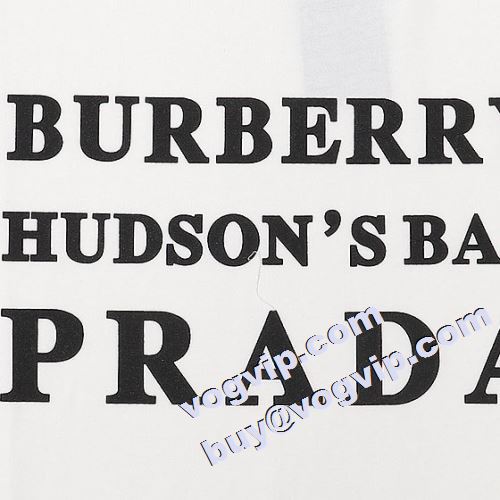 BURBERRY
HUDSON'S BA
PRADA
vogvip.com
buy@vogvip.com